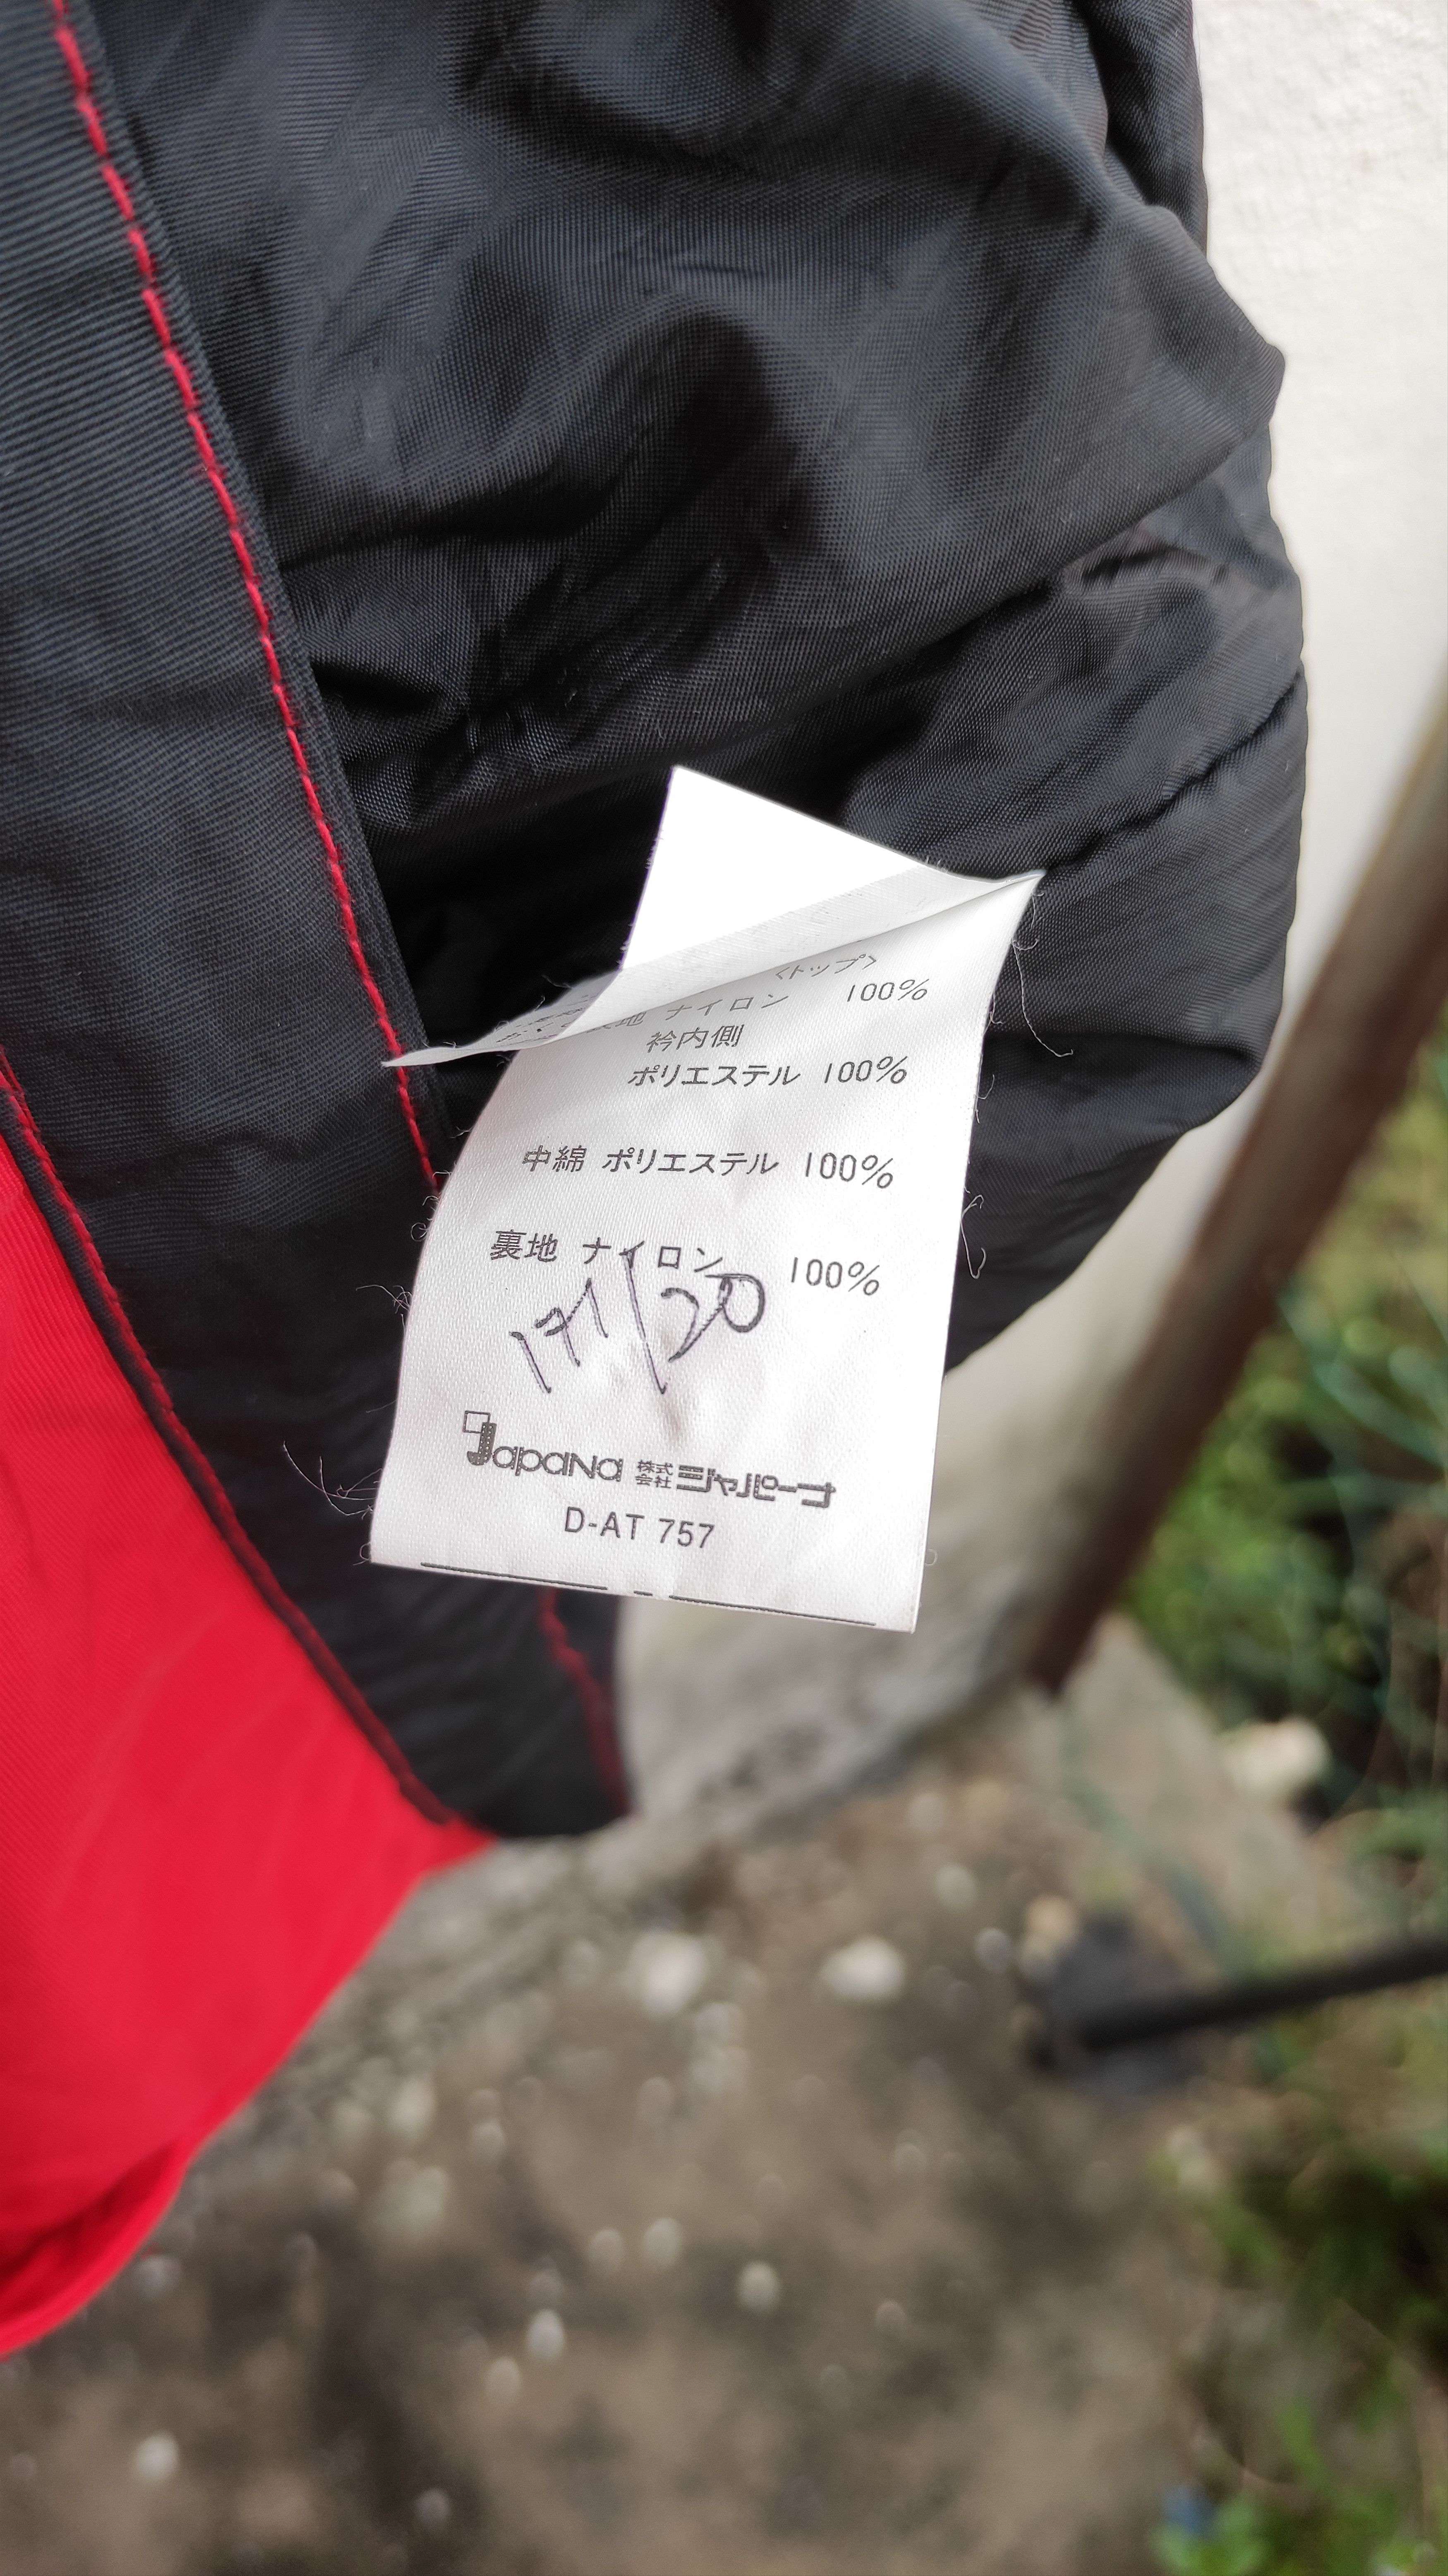 <トップ>
表地 ナイロン 100%
衿内側
ポリエステル 100%
中綿 ポリエステル 100%
裏地 ナイロン 100%
JapaNa 株式会社 ジャパーナ
D-AT 757